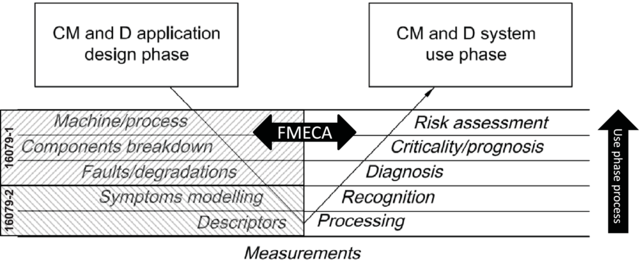 CM and D application
design phase
CM and D system
use phase
16079-1
Machine/process
Components breakdown
Faults/degradations
FMECA
Risk assessment
Criticality/prognosis
Diagnosis
16079-2
Symptoms modelling
Descriptors
Recognition
Processing
Use phase process
Measurements